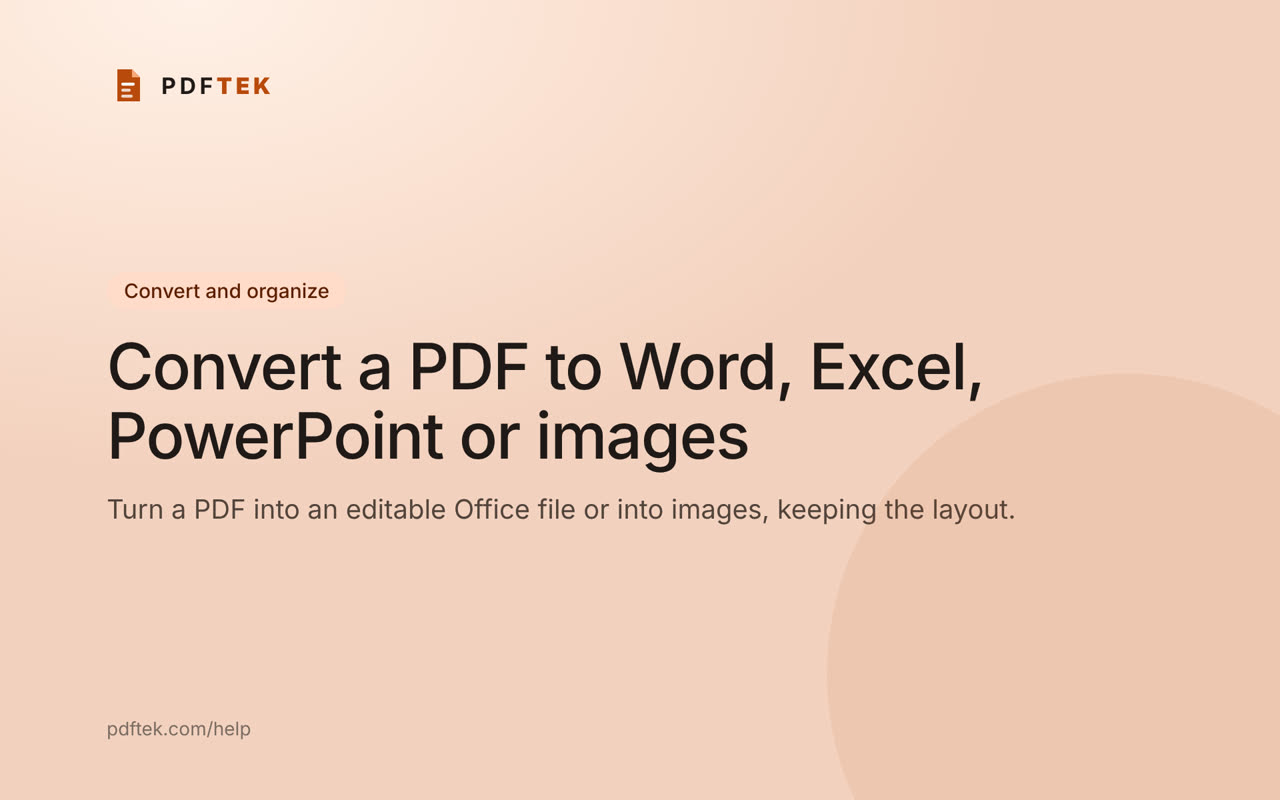 PDFTEK
Convert and organize
Convert a PDF to Word, Excel,
PowerPoint or images
Turn a PDF into an editable Office file or into images, keeping the layout.
pdftek.com/help